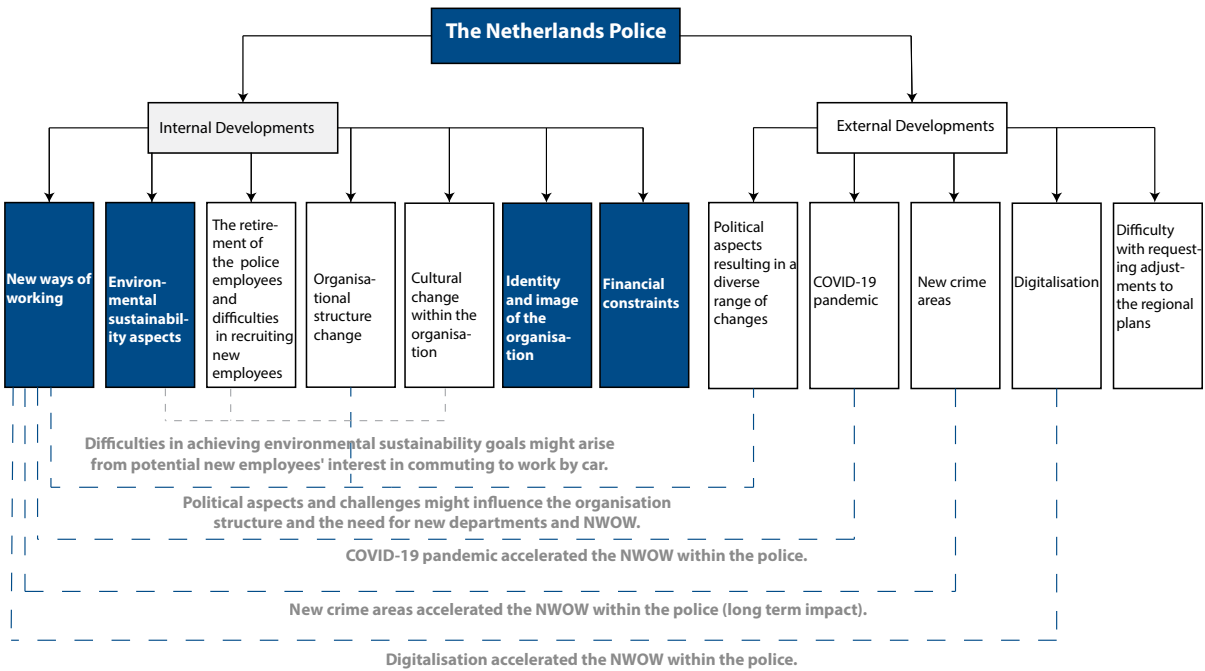 The Netherlands Police
Internal Developments
External Developments
New ways of
working
Environ-
mental
sustainabil-
ity aspects
The retire-
ment of
the police
employees
and
difficulties
in recruiting
new
employees
Organisa-
tional
structure
change
Cultural
change
within the
organisa-
tion
Identity
and image
of the
organisa-
tion
Financial
constraints
Political
aspects
resulting in a
diverse
range of
changes
COVID-19
pandemic
New crime
areas
Digitalisation
Difficulty
with request-
ing adjust-
ments to
the regional
plans
Difficulties in achieving environmental sustainability goals might arise
from potential new employees' interest in commuting to work by car.
Political aspects and challenges might influence the organisation
structure and the need for new departments and NWOW.
COVID-19 pandemic accelerated the NWOW within the police.
New crime areas accelerated the NWOW within the police (long term impact).
Digitalisation accelerated the NWOW within the police.